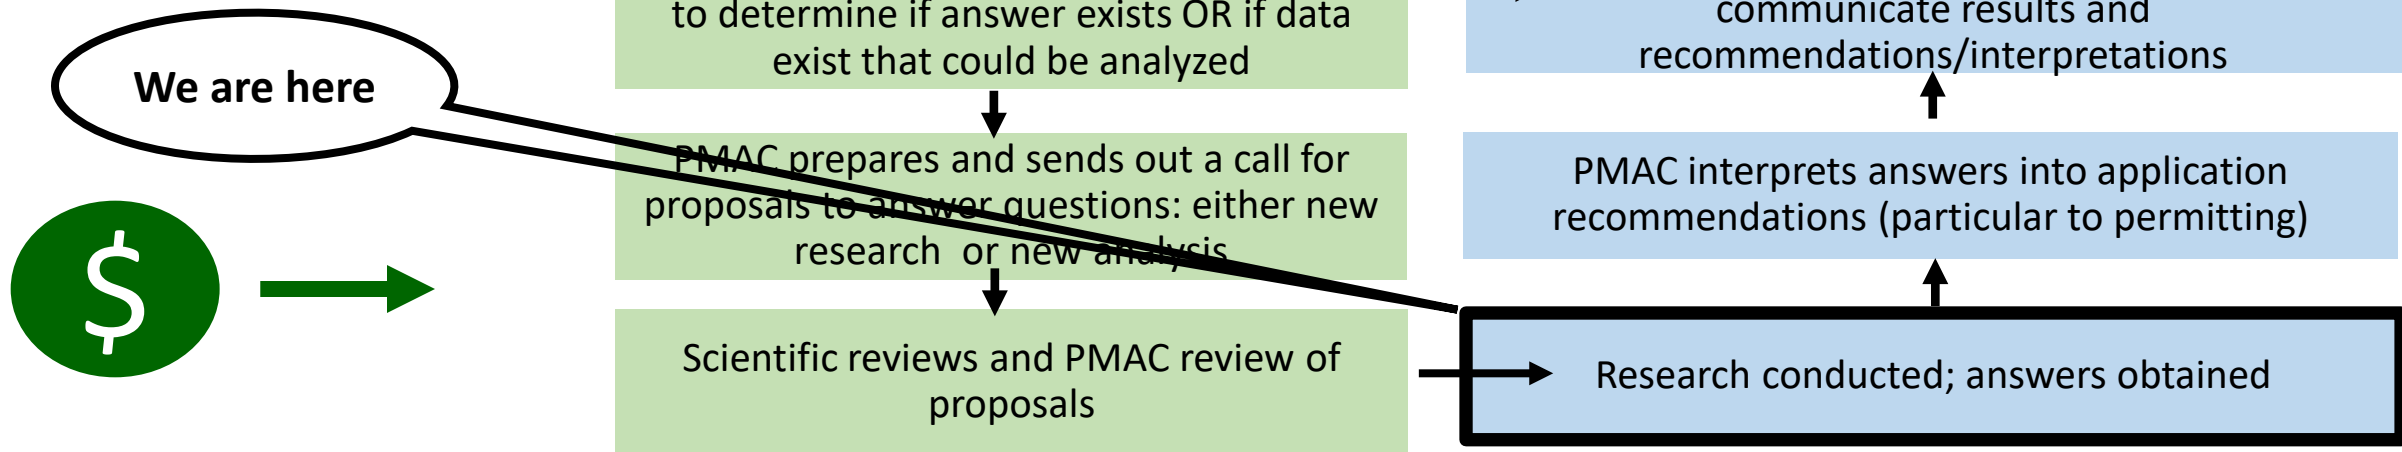 We are here
$
to determine if answer exists OR if data
exist that could be analyzed
PMAC prepares and sends out a call for
proposals to answer questions: either new
research  or new analysis
Scientific reviews and PMAC review of
proposals
communicate results and
recommendations/interpretations
PMAC interprets answers into application
recommendations (particular to permitting)
Research conducted; answers obtained